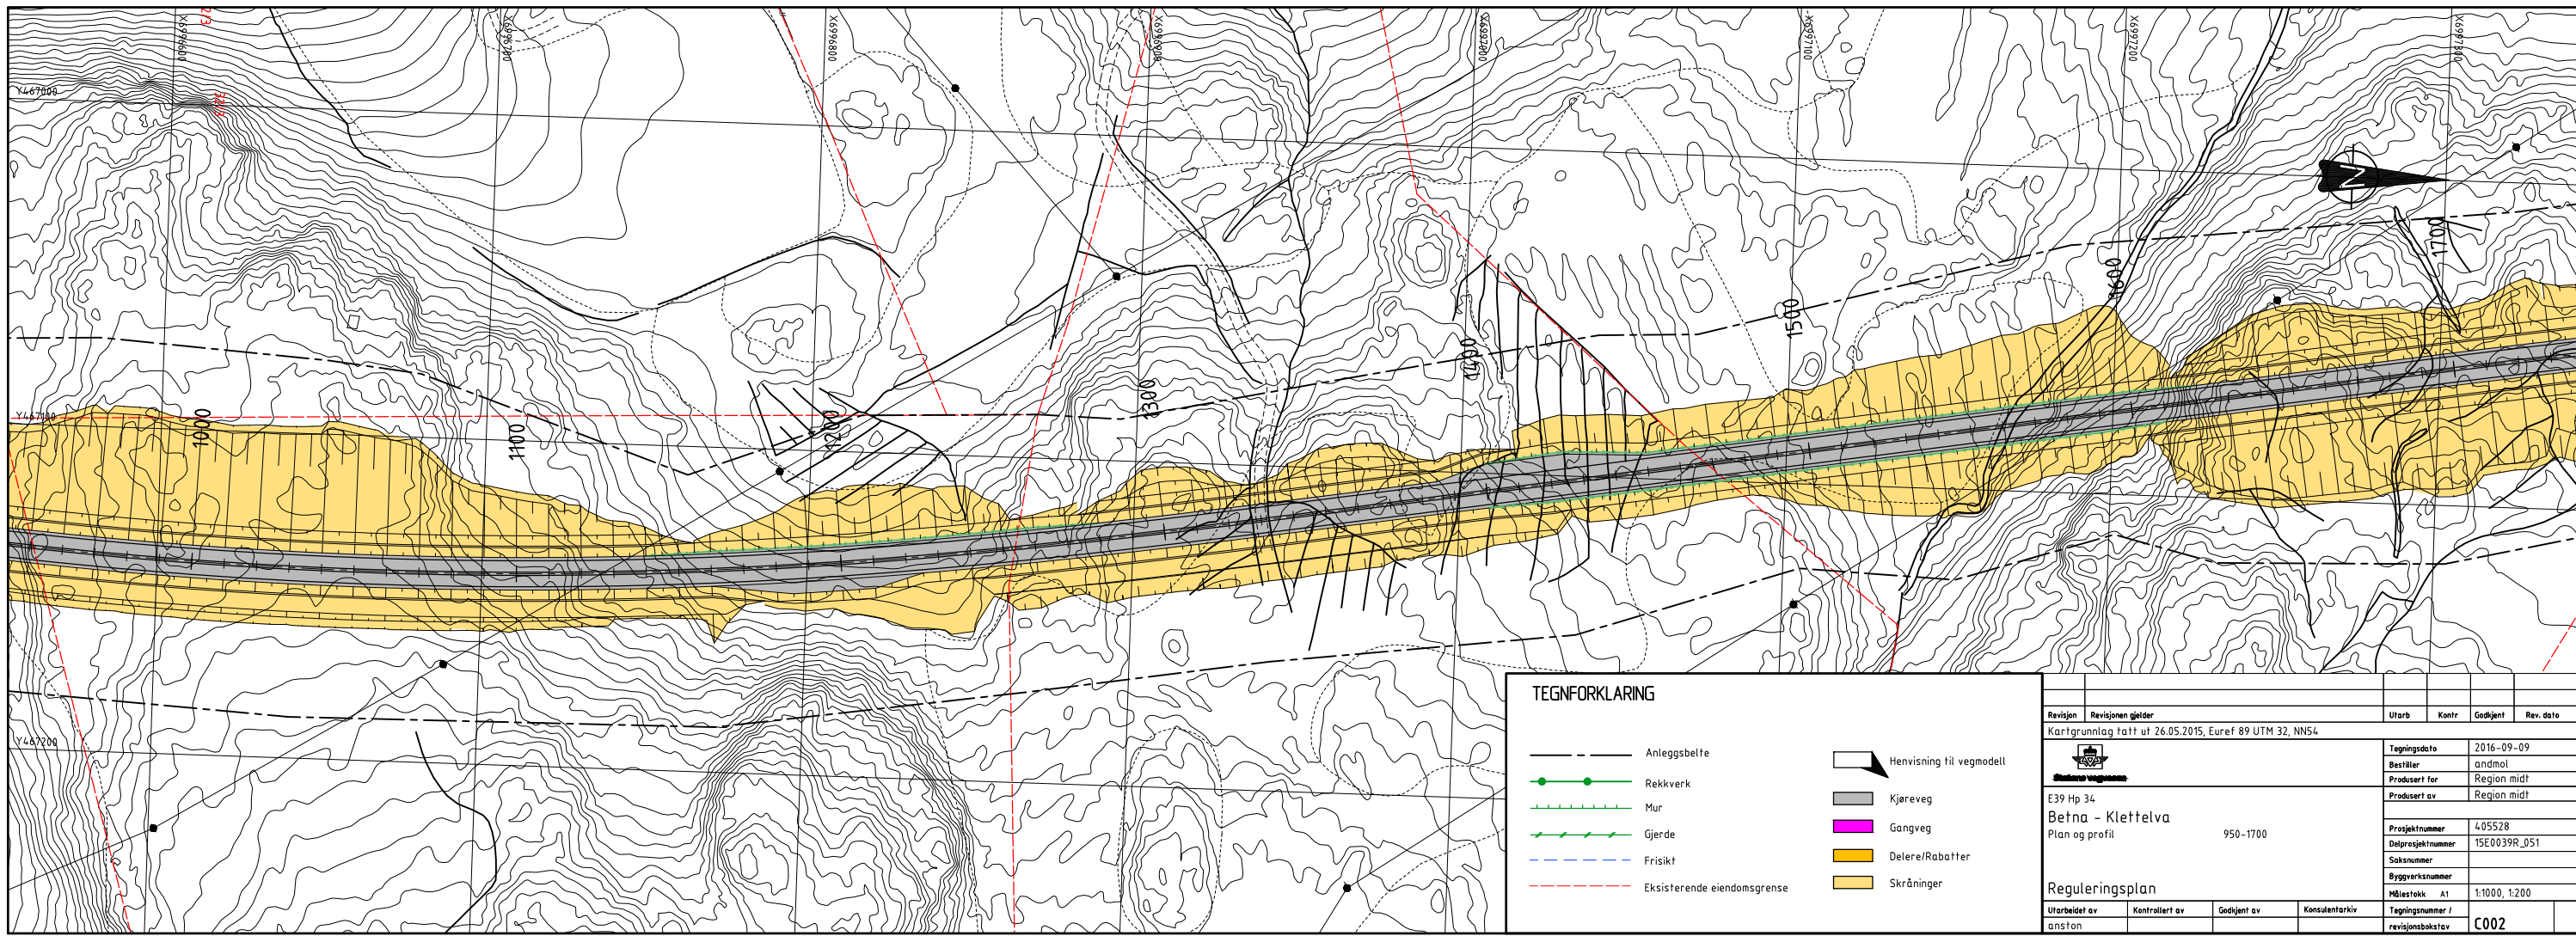 X6996600
X6996700
X6996800
X6996900
X6997000
X6997100
X6997200
X6997300
Y467000
Y467100
Y467200
N
1000
1100
1200
1300
1400
1500
1600
1700
TEGNFORKLARING
Anleggsbelte
Rekkverk
Mur
Gjerde
Frisikt
Eksisterende eiendomsgrense
Henvisning til vegmodell
Kjøreveg
Gangveg
Delere/Rabatter
Skråninger
Revisjon Revisjonen gjelder Utarb Kontr Godkjent Rev. dato
Kartgrunnlag tatt ut 26.05.2015, Euref 89 UTM 32, NN54
Statens vegvesen
Tegningsdato 2016-09-09
Bestiller andmol
Produsert for Region midt
Produsert av Region midt
E39 Hp 34
Betna - Klettelva
Plan og profil 950-1700
Prosjektnummer 405528
Delprosjektnummer 15E0039R_051
Saksnummer
Byggverksnummer
Reguleringsplan
Målestokk A1 1:1000, 1:200
Utarbeidet av Kontrollert av Godkjent av Konsulentarkiv
anston
Tegningsnummer /
revisjonsbokstav C002